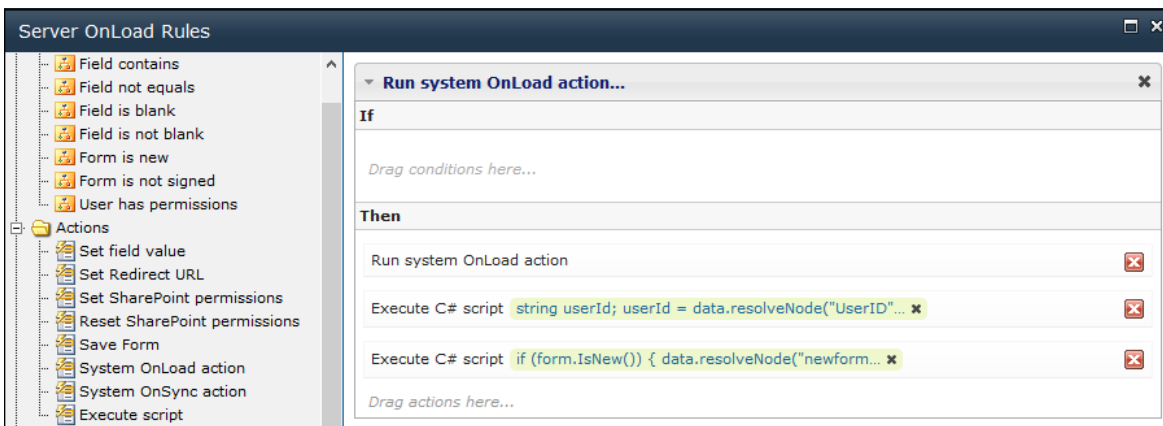 Server OnLoad Rules
Field contains
Field not equals
Field is blank
Field is not blank
Form is new
Form is not signed
User has permissions
Actions
Set field value
Set Redirect URL
Set SharePoint permissions
Reset SharePoint permissions
Save Form
System OnLoad action
System OnSync action
Execute script
Run system OnLoad action...
If
Drag conditions here...
Then
Run system OnLoad action
Execute C# script string userId; userId = data.resolveNode("UserID"...
Execute C# script if (form.IsNew()) { data.resolveNode("newform...
Drag actions here...